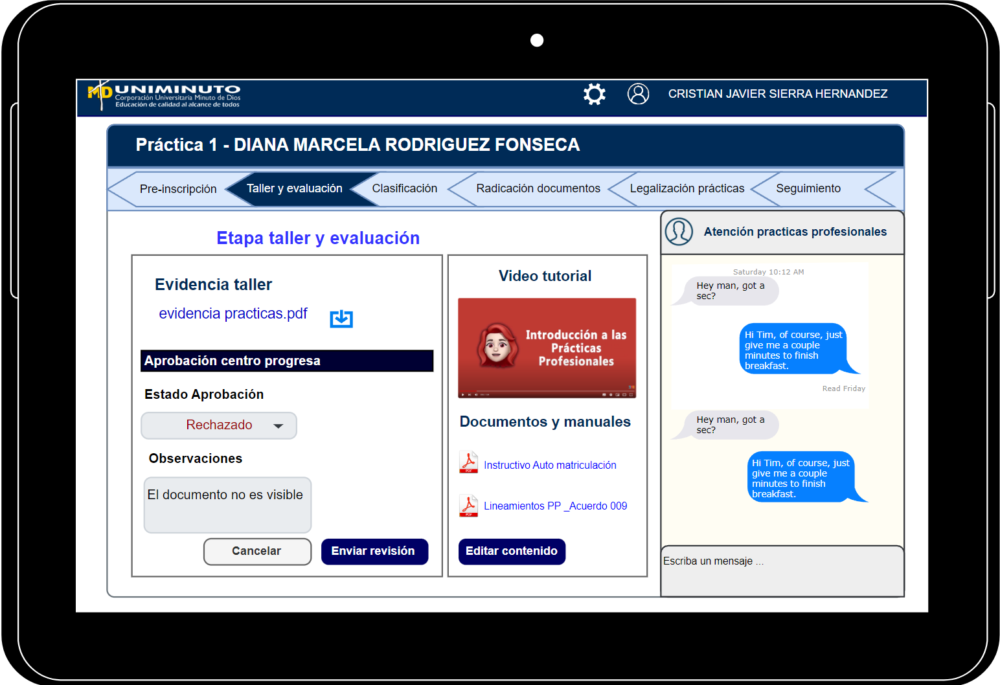 MD UNIMINUTO
Corporación Universitaria Minuto de Dios
Educación de calidad al alcance de todos
CRISTIAN JAVIER SIERRA HERNANDEZ
Práctica 1 - DIANA MARCELA RODRIGUEZ FONSECA
Pre-inscripción
Taller y evaluación
Clasificación
Radicación documentos
Legalización prácticas
Seguimiento
Etapa taller y evaluación
Evidencia taller
evidencia practicas.pdf
Aprobación centro progresa
Estado Aprobación
Rechazado
Observaciones
El documento no es visible
Cancelar
Enviar revisión
Video tutorial
Introducción a las
Prácticas
Profesionales
Documentos y manuales
PDF
Instructivo Auto matriculación
PDF
Lineamientos PP _Acuerdo 009
Editar contenido
Atención practicas profesionales
Saturday 10:12 AM
Hey man, got a
sec?
Hi Tim, of course, just
give me a couple
minutes to finish
breakfast.
Read Friday
Hey man, got a
sec?
Hi Tim, of course, just
give me a couple
minutes to finish
breakfast.
Escriba un mensaje ...